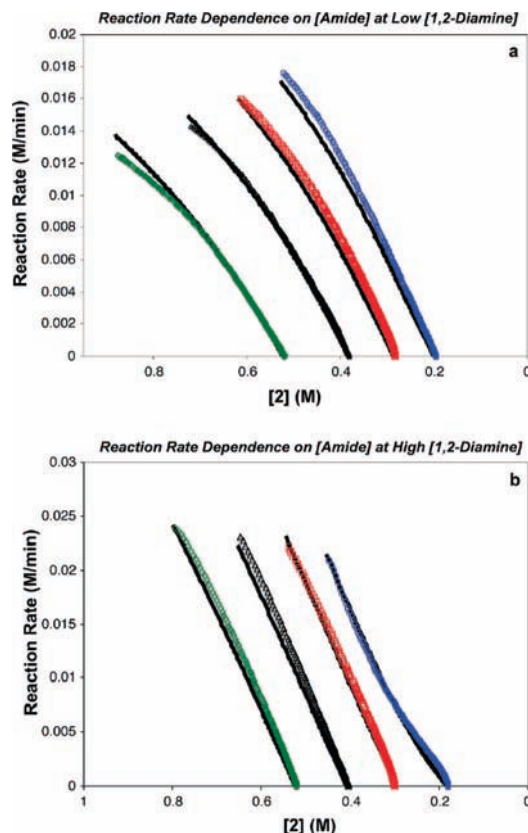 Reaction Rate Dependence on [Amide] at Low [1,2-Diamine]
a
0.02
0.018
0.016
0.014
0.012
0.01
0.008
0.006
0.004
0.002
0
Reaction Rate (M/min)
0.8 0.6 0.4 0.2 0
[2] (M)
Reaction Rate Dependence on [Amide] at High [1,2-Diamine]
b
0.03
0.025
0.02
0.015
0.01
0.005
0
Reaction Rate (M/min)
1 0.8 0.6 0.4 0.2 0
[2] (M)